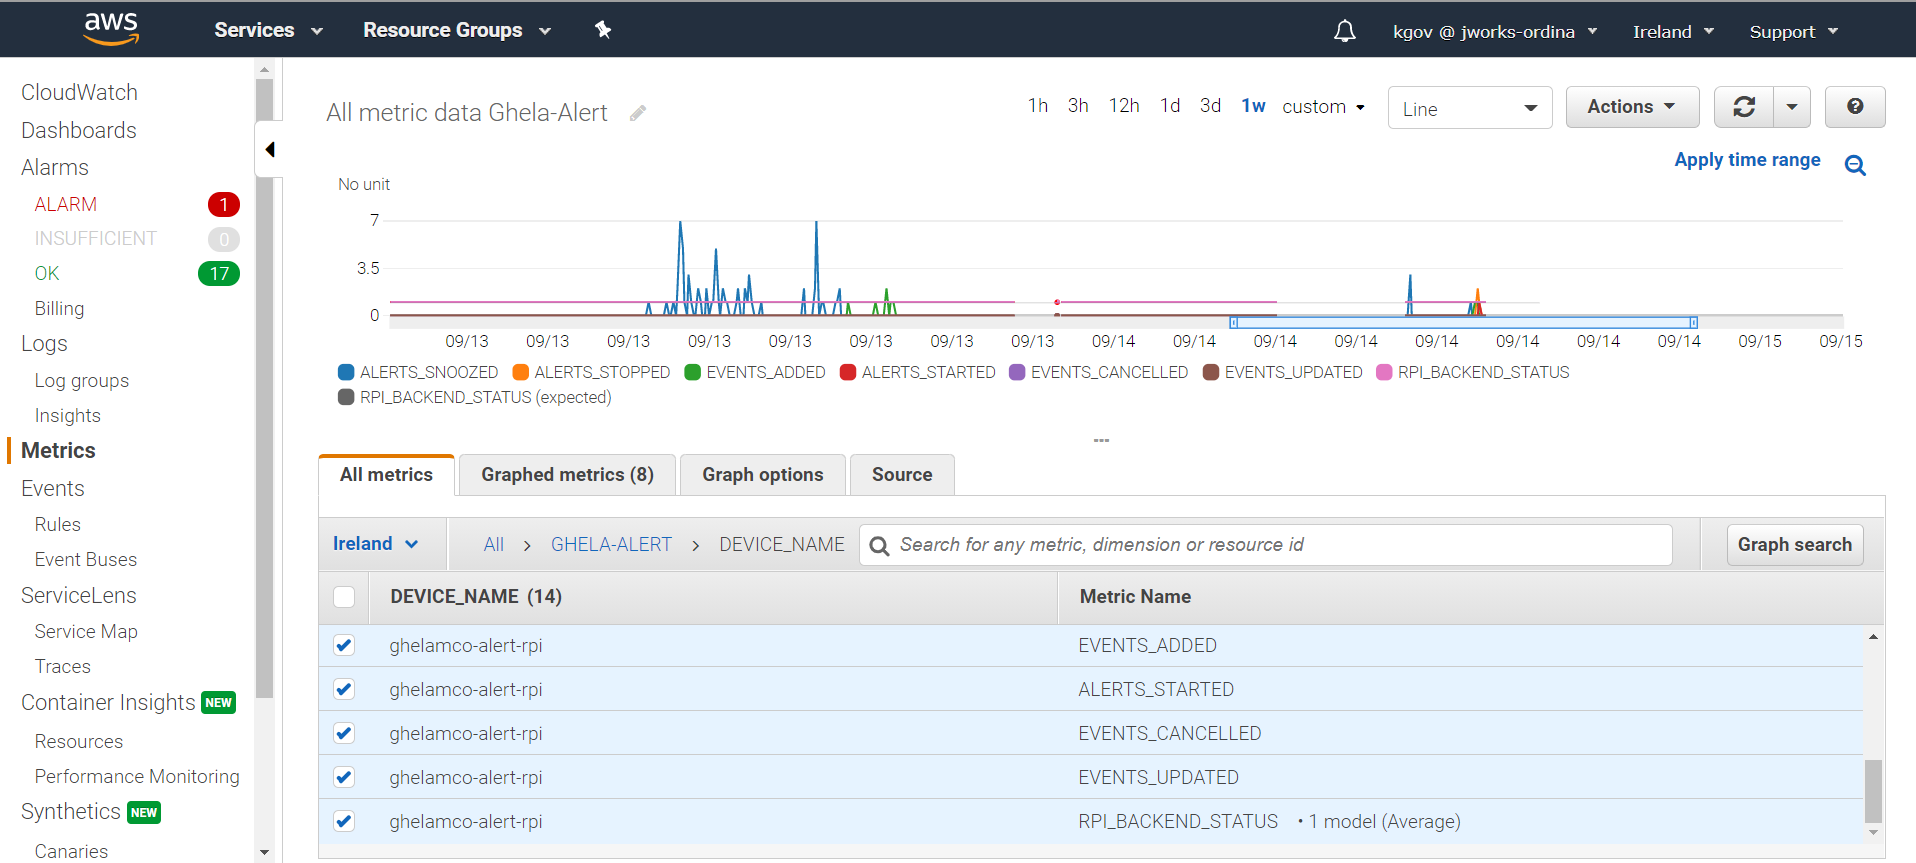 aws Services Resource Groups kgov @ jworks-ordina Ireland Support
CloudWatch
Dashboards
Alarms
ALARM 1
INSUFFICIENT 0
OK 17
Billing
Logs
Log groups
Insights
Metrics
Events
Rules
Event Buses
ServiceLens
Service Map
Traces
Container Insights NEW
Resources
Performance Monitoring
Synthetics NEW
Canaries
All metric data Ghela-Alert
1h 3h 12h 1d 3d 1w custom Line Actions ?
Apply time range
No unit
7
3.5
0
09/13 09/13 09/13 09/13 09/13 09/13 09/13 09/13 09/14 09/14 09/14 09/14 09/14 09/14 09/14 09/14 09/15 09/15
ALERTS_SNOOZED ALERTS_STOPPED EVENTS_ADDED ALERTS_STARTED EVENTS_CANCELLED EVENTS_UPDATED RPI_BACKEND_STATUS
RPI_BACKEND_STATUS (expected)
All metrics Graphed metrics (8) Graph options Source
Ireland All > GHELA-ALERT > DEVICE_NAME Search for any metric, dimension or resource id Graph search
DEVICE_NAME (14) Metric Name
ghelamco-alert-rpi EVENTS_ADDED
ghelamco-alert-rpi ALERTS_STARTED
ghelamco-alert-rpi EVENTS_CANCELLED
ghelamco-alert-rpi EVENTS_UPDATED
ghelamco-alert-rpi RPI_BACKEND_STATUS • 1 model (Average)